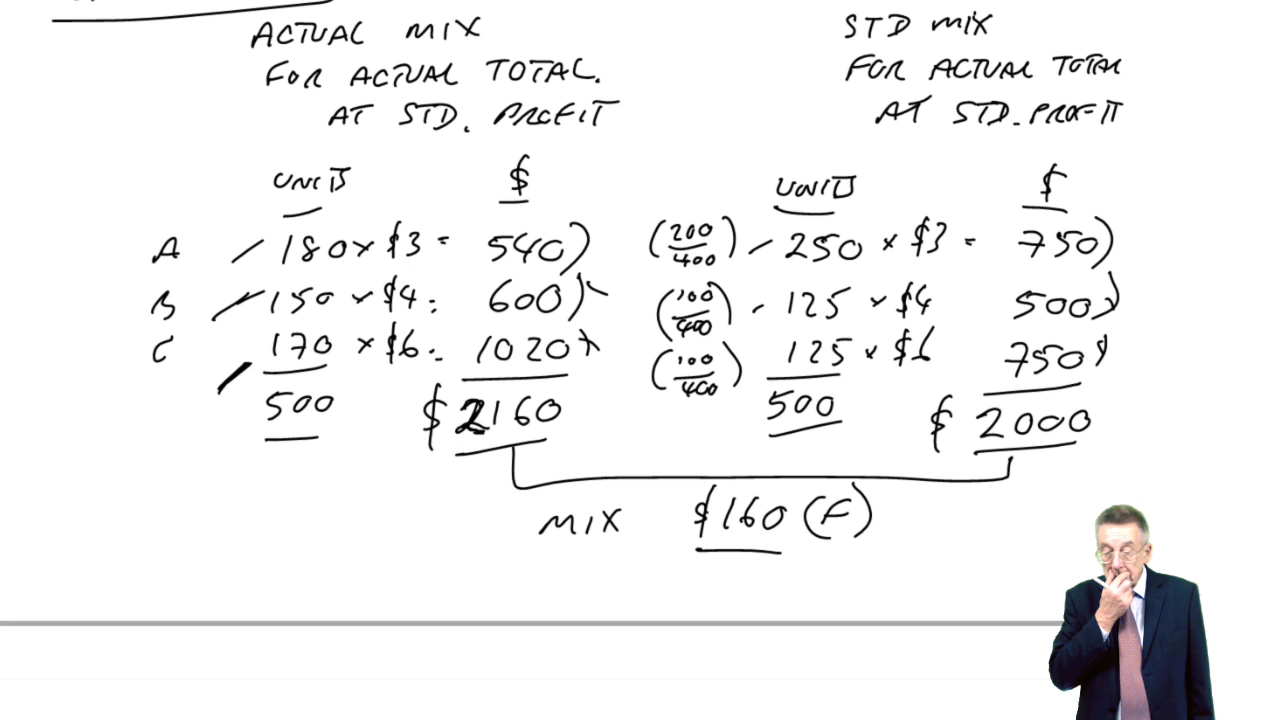 ACTUAL MIX STD MIX
FOR ACTUAL TOTAL. FOR ACTUAL TOTAL
AT STD. PROFIT AT STD. PROFIT
UNITS $ UNITS $
A 180 x $3 = 540) (200/400) 250 x $3 = 750)
B 150 x $4 = 600) (100/400) 125 x $4 500)
C 170 x $6 = 1020) (100/400) 125 x $6 750)
500 $ 2160 500 $ 2000
MIX $160 (F)